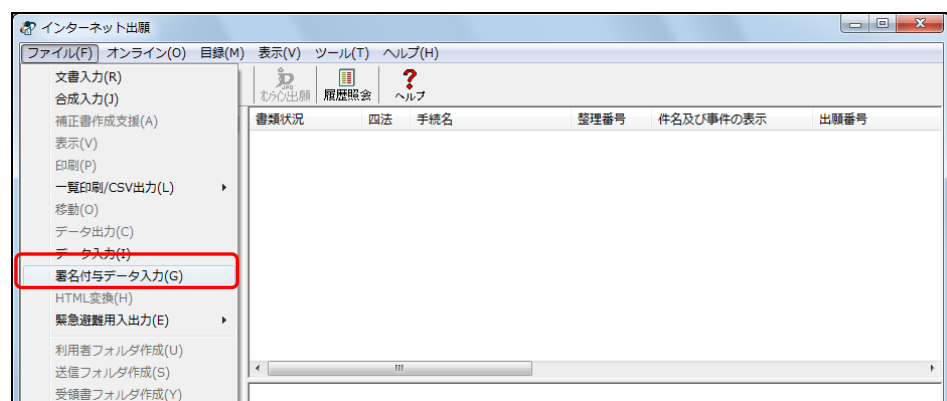 インターネット出願
ファイル(F) オンライン(O) 目録(M) 表示(V) ツール(T) ヘルプ(H)
文書入力(R)
合成入力(J)
補正書作成支援(A)
表示(V)
印刷(P)
一覧印刷/CSV出力(L)
移動(O)
データ出力(C)
データ入力(I)
署名付与データ入力(G)
HTML変換(H)
緊急避難用入出力(E)
利用者フォルダ作成(U)
送信フォルダ作成(S)
受領書フォルダ作成(Y)
履歴照会 ヘルプ
書類状況 四法 手続名 整理番号 件名及び事件の表示 出願番号